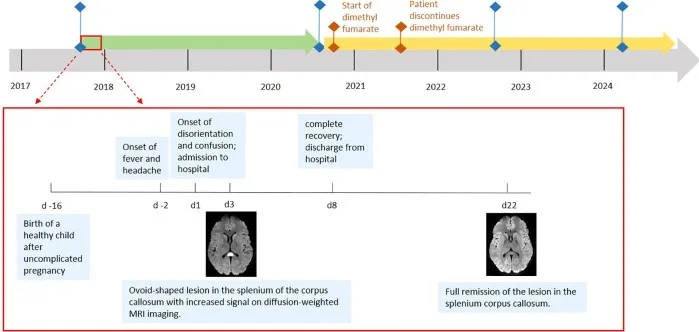 Start of
dimethyl
fumarate
Patient
discontinues
dimethyl fumarate
2017
2018
2019
2020
2021
2022
2023
2024
Onset of
fever and
headache
Onset of
disorientation
and confusion;
admission to
hospital
complete
recovery;
discharge from
hospital
d -16
d -2
d1
d3
d8
d22
Birth of a
healthy child
after
uncomplicated
pregnancy
Ovoid-shaped lesion in the splenium of the corpus
callosum with increased signal on diffusion-weighted
MRI imaging.
Full remission of the lesion in the
splenium corpus callosum.